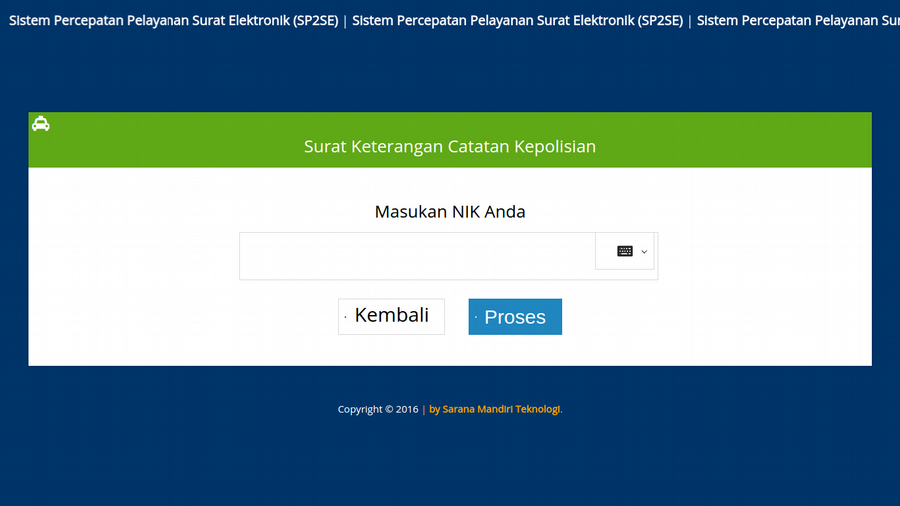 Sistem Percepatan Pelayanan Surat Elektronik (SP2SE) | Sistem Percepatan Pelayanan Surat Elektronik (SP2SE) | Sistem Percepatan Pelayanan Sur
Surat Keterangan Catatan Kepolisian
Masukan NIK Anda
Kembali
Proses
Copyright © 2016 | by Sarana Mandiri Teknologi.